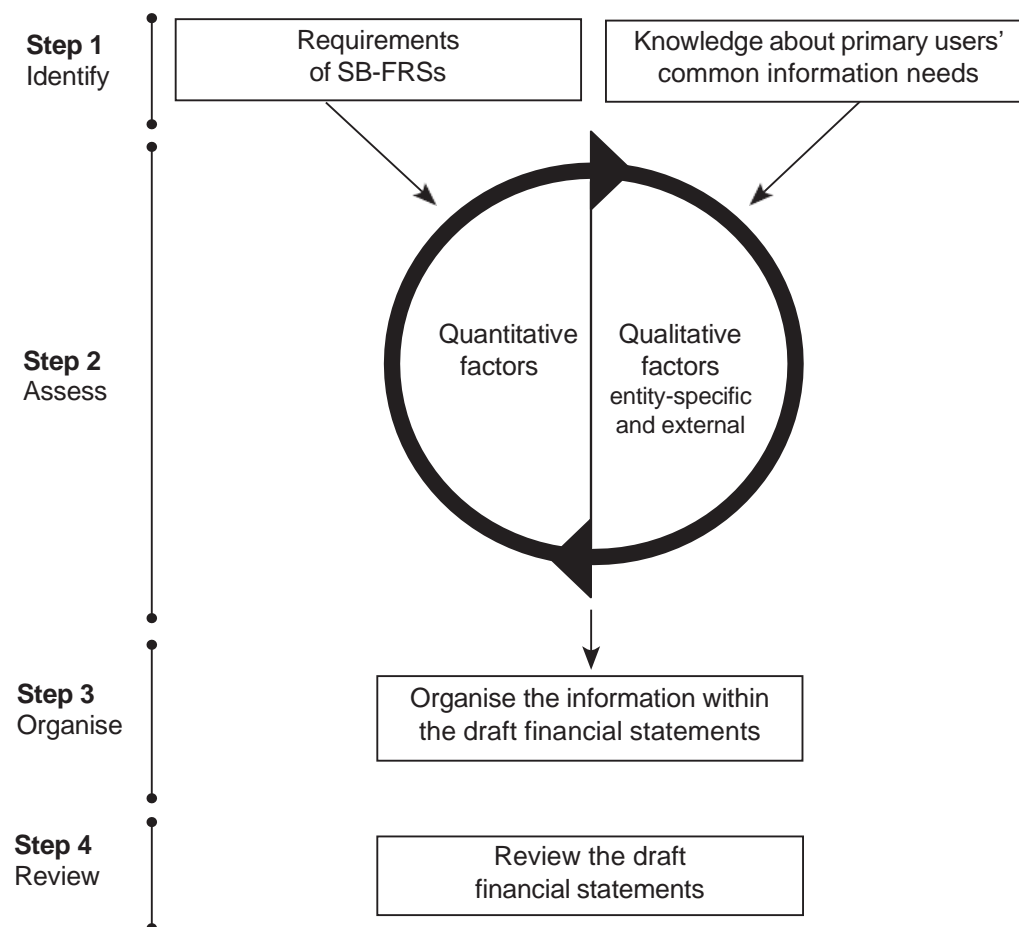 Step 1
Identify
Requirements
of SB-FRSs
Knowledge about primary users’
common information needs
Step 2
Assess
Quantitative
factors
Qualitative
factors
entity-specific
and external
Step 3
Organise
Organise the information within
the draft financial statements
Step 4
Review
Review the draft
financial statements